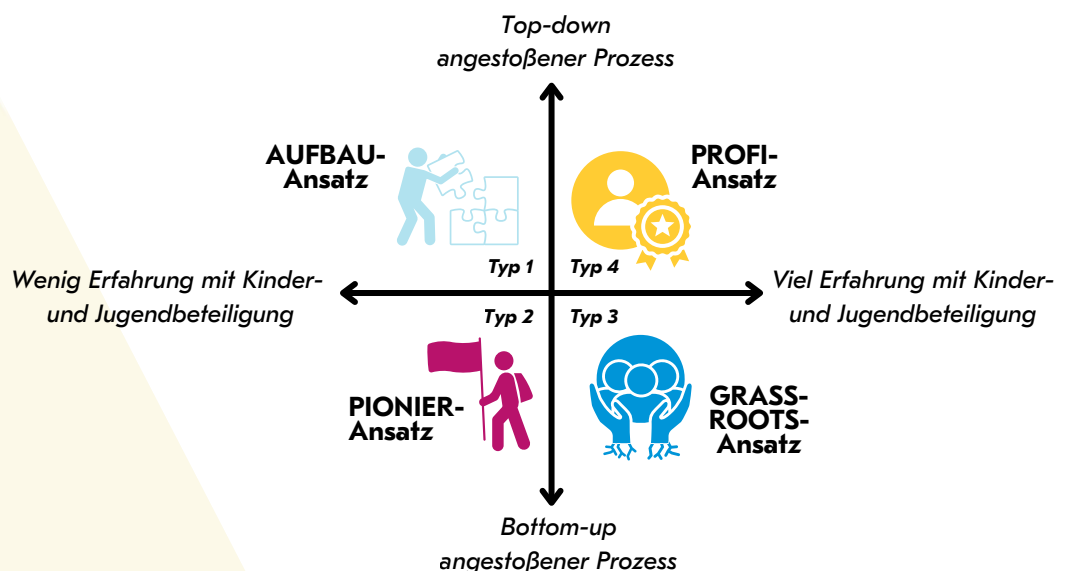 Top-down
angestoßener Prozess
AUFBAU-
Ansatz
PROFI-
Ansatz
Typ 1
Typ 4
Wenig Erfahrung mit Kinder-
und Jugendbeteiligung
Viel Erfahrung mit Kinder-
und Jugendbeteiligung
Typ 2
Typ 3
PIONIER-
Ansatz
GRASS-
ROOTS-
Ansatz
Bottom-up
angestoßener Prozess